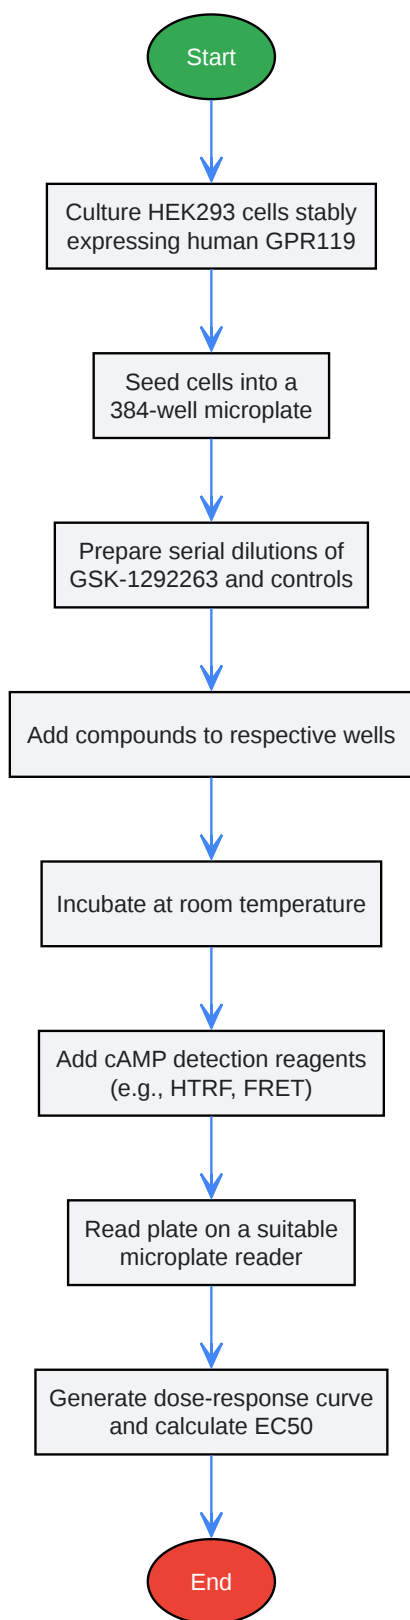 Start
Culture HEK293 cells stably
expressing human GPR119
Seed cells into a
384-well microplate
Prepare serial dilutions of
GSK-1292263 and controls
Add compounds to respective wells
Incubate at room temperature
Add cAMP detection reagents
(e.g., HTRF, FRET)
Read plate on a suitable
microplate reader
Generate dose-response curve
and calculate EC50
End